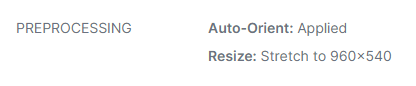 PREPROCESSING
Auto-Orient: Applied
Resize: Stretch to 960×540